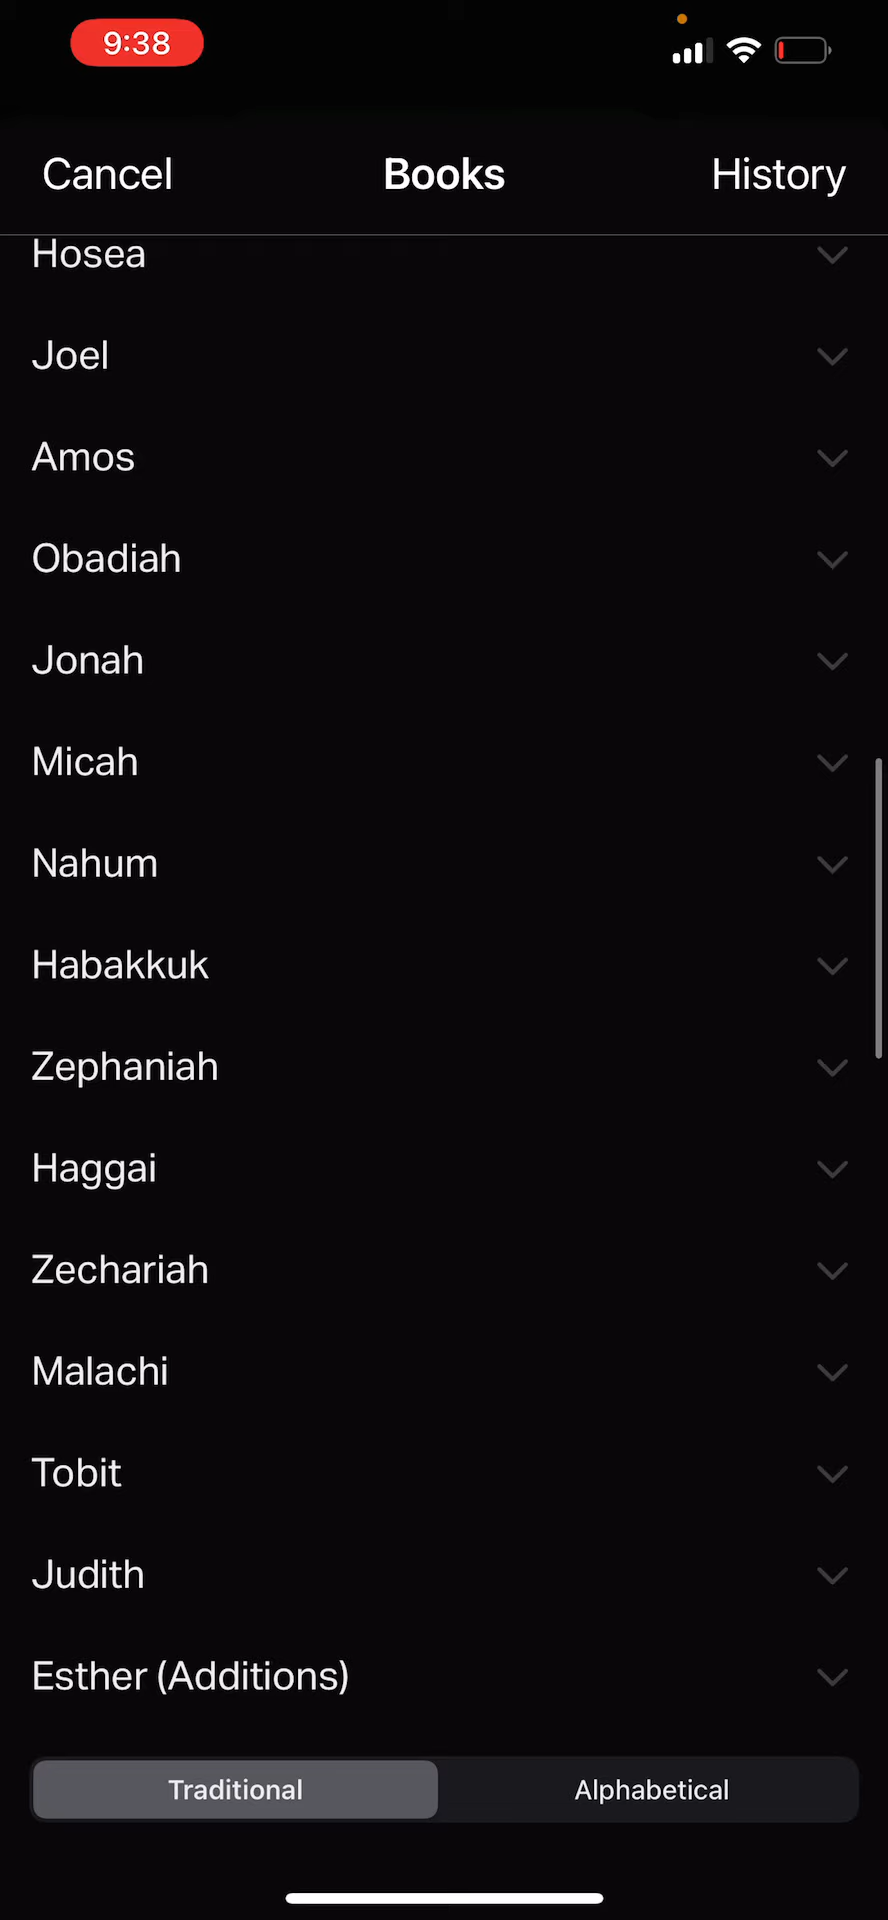 9:38
Cancel Books History
Hosea
Joel
Amos
Obadiah
Jonah
Micah
Nahum
Habakkuk
Zephaniah
Haggai
Zechariah
Malachi
Tobit
Judith
Esther (Additions)
Traditional Alphabetical